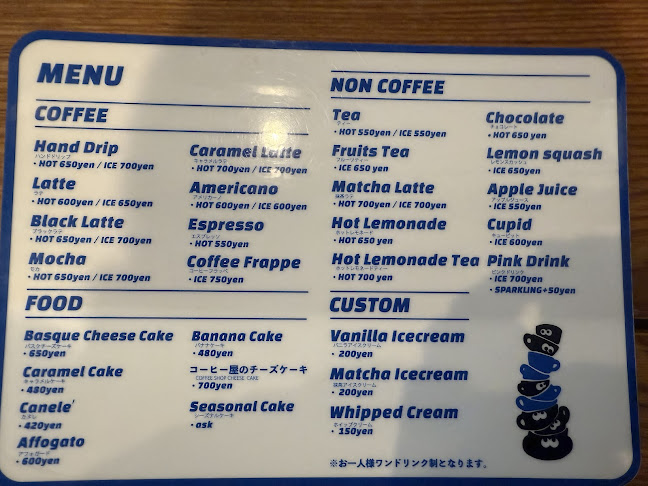 MENU
COFFEE
Hand Drip
ハンドドリップ
・HOT 650yen / ICE 700yen
Latte
ラテ
・HOT 600yen / ICE 650yen
Black Latte
ブラックラテ
・HOT 650yen / ICE 700yen
Mocha
モカ
・HOT 650yen / ICE 700yen
Caramel Latte
キャラメルラテ
・HOT 700yen / ICE 700yen
Americano
アメリカーノ
・HOT 600yen / ICE 600yen
Espresso
エスプレッソ
・HOT 550yen
Coffee Frappe
コーヒーフラッペ
・ICE 750yen
FOOD
Basque Cheese Cake
バスクチーズケーキ
・650yen
Caramel Cake
キャラメルケーキ
・480yen
Canele'
カヌレ
・420yen
Affogato
アフォガード
・600yen
Banana Cake
バナナケーキ
・480yen
コーヒー屋のチーズケーキ
COFFEE SHOP CHEESE CAKE
・700yen
Seasonal Cake
シーズナルケーキ
・ask
NON COFFEE
Tea
ティー
・HOT 550yen / ICE 550yen
Fruits Tea
フルーツティー
・ICE 650 yen
Matcha Latte
抹茶ラテ
・HOT 700yen / ICE 700yen
Hot Lemonade
ホットレモネード
・HOT 650 yen
Hot Lemonade Tea
ホットレモネードティー
・HOT 700 yen
Chocolate
チョコレート
・HOT 650 yen
Lemon squash
レモンスカッシュ
・ICE 650yen
Apple Juice
アップルジュース
・ICE 550yen
Cupid
キューピット
・ICE 600yen
Pink Drink
ピンクドリンク
・ICE 700yen
・SPARKLING+50yen
CUSTOM
Vanilla Icecream
バニラアイスクリーム
・200yen
Matcha Icecream
抹茶アイスクリーム
・200yen
Whipped Cream
ホイップクリーム
・150yen
※お一人様ワンドリンク制となります。